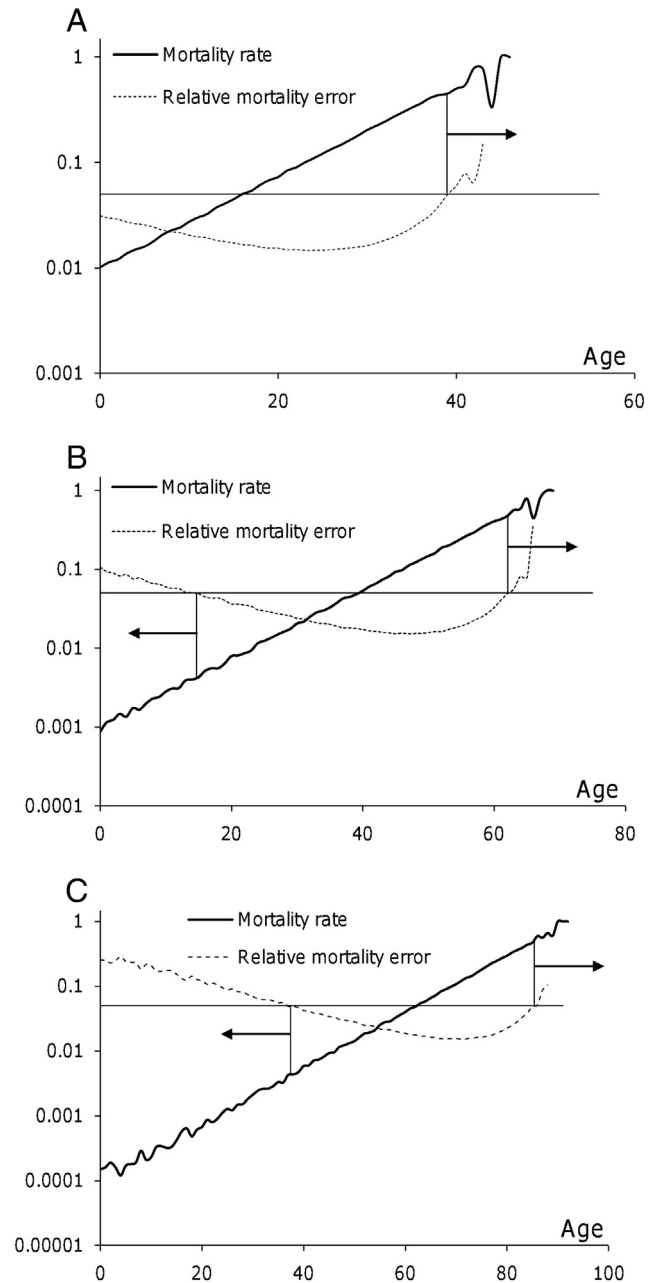 A
1
Mortality rate
Relative mortality error
0.1
0.01
Age
0.001
0 20 40 60
B
1
Mortality rate
Relative mortality error
0.1
0.01
0.001
Age
0.0001
0 20 40 60 80
C
1
Mortality rate
Relative mortality error
0.1
0.01
0.001
0.0001
Age
0.00001
0 20 40 60 80 100